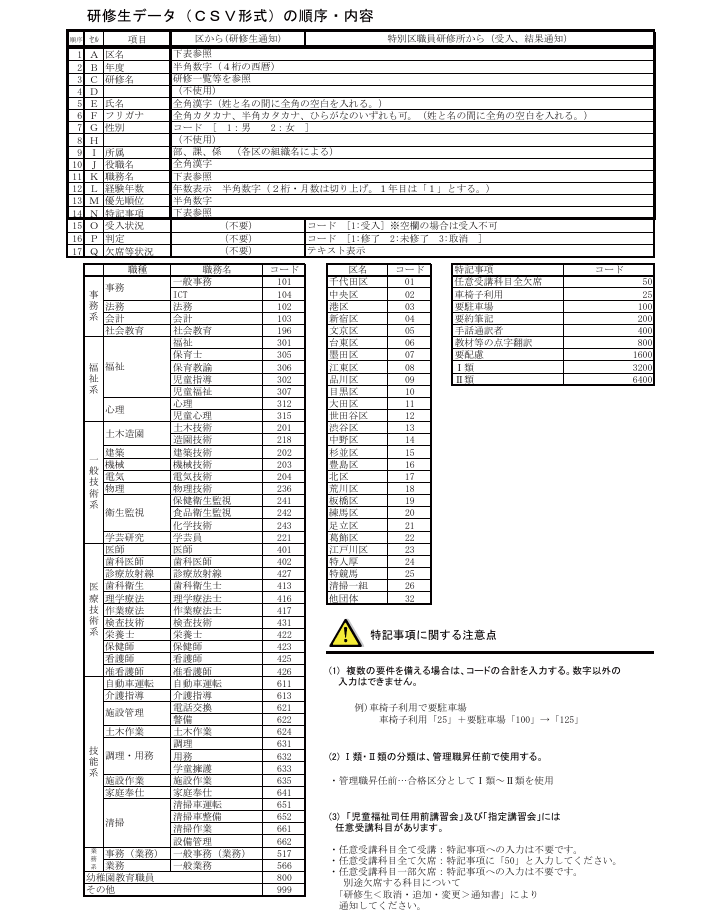 研修生データ（ＣＳＶ形式）の順序・内容
順序 ｾﾙ 項目 区から(研修生通知) 特別区職員研修所から（受入、結果通知）
1 A 区名 下表参照
2 B 年度 半角数字（４桁の西暦）
3 C 研修名 研修一覧等を参照
4 D （不使用）
5 E 氏名 全角漢字（姓と名の間に全角の空白を入れる。）
6 F フリガナ 全角カタカナ、半角カタカナ、ひらがなのいずれも可。（姓と名の間に全角の空白を入れる。）
7 G 性別 コード ［ 1：男 2：女 ］
8 H （不使用）
9 I 所属 部、課、係 （各区の組織名による）
10 J 役職名 全角漢字
11 K 職務名 下表参照
12 L 経験年数 年数表示 半角数字（２桁・月数は切り上げ。１年目は「１」とする。）
13 M 優先順位 半角数字
14 N 特記事項 下表参照
15 O 受入状況 （不要） コード ［1:受入］※空欄の場合は受入不可
16 P 判定 （不要） コード ［1:修了 2:未修了 3:取消 ］
17 Q 欠席等状況 （不要） テキスト表示
職種 職務名 コード
事務系 事務 一般事務 101
ICT 104
法務 法務 102
会計 会計 103
社会教育 社会教育 196
福祉系 福祉 福祉 301
保育士 305
保育教諭 306
児童指導 302
児童福祉 307
心理 心理 312
児童心理 315
一般技術系 土木造園 土木技術 201
造園技術 218
建築 建築技術 202
機械 機械技術 203
電気 電気技術 204
物理 物理技術 236
衛生監視 保健衛生監視 241
食品衛生監視 242
化学技術 243
学芸研究 学芸員 221
医療技術系 医師 医師 401
歯科医師 歯科医師 402
診療放射線 診療放射線 427
歯科衛生 歯科衛生士 413
理学療法 理学療法士 416
作業療法 作業療法士 417
検査技術 検査技術 431
栄養士 栄養士 422
保健師 保健師 423
看護師 看護師 425
准看護師 准看護師 426
技能系 自動車運転 自動車運転 611
介護指導 介護指導 613
施設管理 電話交換 621
警備 622
土木作業 土木作業 624
調理・用務 調理 631
用務 632
学童擁護 633
施設作業 施設作業 635
家庭奉仕 家庭奉仕 641
清掃 清掃車運転 651
清掃車整備 652
清掃作業 661
設備管理 662
業務系 事務（業務） 一般事務（業務） 517
業務 一般業務 566
幼稚園教育職員 800
その他 999
区名 コード
千代田区 01
中央区 02
港区 03
新宿区 04
文京区 05
台東区 06
墨田区 07
江東区 08
品川区 09
目黒区 10
大田区 11
世田谷区 12
渋谷区 13
中野区 14
杉並区 15
豊島区 16
北区 17
荒川区 18
板橋区 19
練馬区 20
足立区 21
葛飾区 22
江戸川区 23
特人厚 24
特競馬 25
清掃一組 26
他団体 32
特記事項 コード
任意受講科目全欠席 50
車椅子利用 25
要駐車場 100
要約筆記 200
手話通訳者 400
教材等の点字翻訳 800
要配慮 1600
Ⅰ類 3200
Ⅱ類 6400
特記事項に関する注意点
（1） 複数の要件を備える場合は、コードの合計を入力する。数字以外の
入力はできません。
例）車椅子利用で要駐車場
車椅子利用「25」＋要駐車場「100」→「125」
（2） Ⅰ類・Ⅱ類の分類は、管理職昇任前で使用する。
・管理職昇任前…合格区分としてⅠ類～Ⅱ類を使用
（3） 「児童福祉司任用前講習会」及び「指定講習会」には
任意受講科目があります。
・任意受講科目全て受講：特記事項への入力は不要です。
・任意受講科目全て欠席：特記事項に「50」と入力してください。
・任意受講科目一部欠席：特記事項への入力は不要です。
別途欠席する科目について
「研修生＜取消・追加・変更＞通知書」により
通知してください。